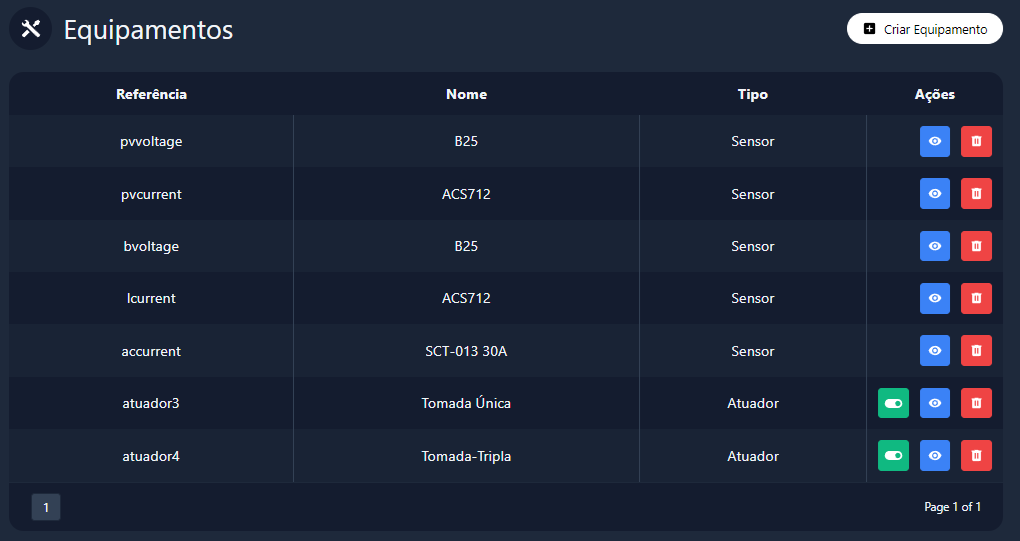 Equipamentos
Criar Equipamento
Referência Nome Tipo Ações
pvvoltage B25 Sensor
pvcurrent ACS712 Sensor
bvoltage B25 Sensor
lcurrent ACS712 Sensor
accurrent SCT-013 30A Sensor
atuador3 Tomada Única Atuador
atuador4 Tomada-Tripla Atuador
1 Page 1 of 1